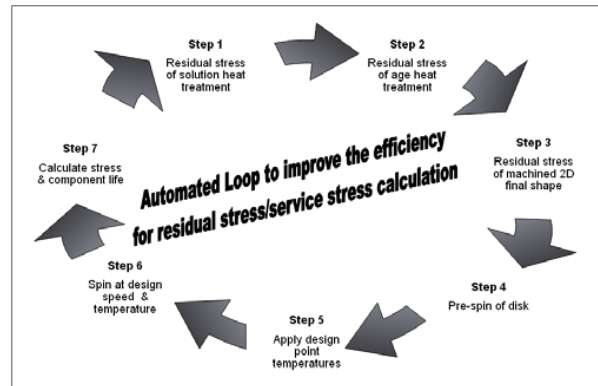 Step 1
Residual stress
of solution heat
treatment
Step 2
Residual stress
of age heat
treatment
Step 3
Residual stress
of machined 2D
final shape
Step 4
Pre-spin of disk
Step 5
Apply design
point
temperatures
Step 6
Spin at design
speed &
temperature
Step 7
Calculate stress
& component life
Automated Loop to improve the efficiency
for residual stress/service stress calculation